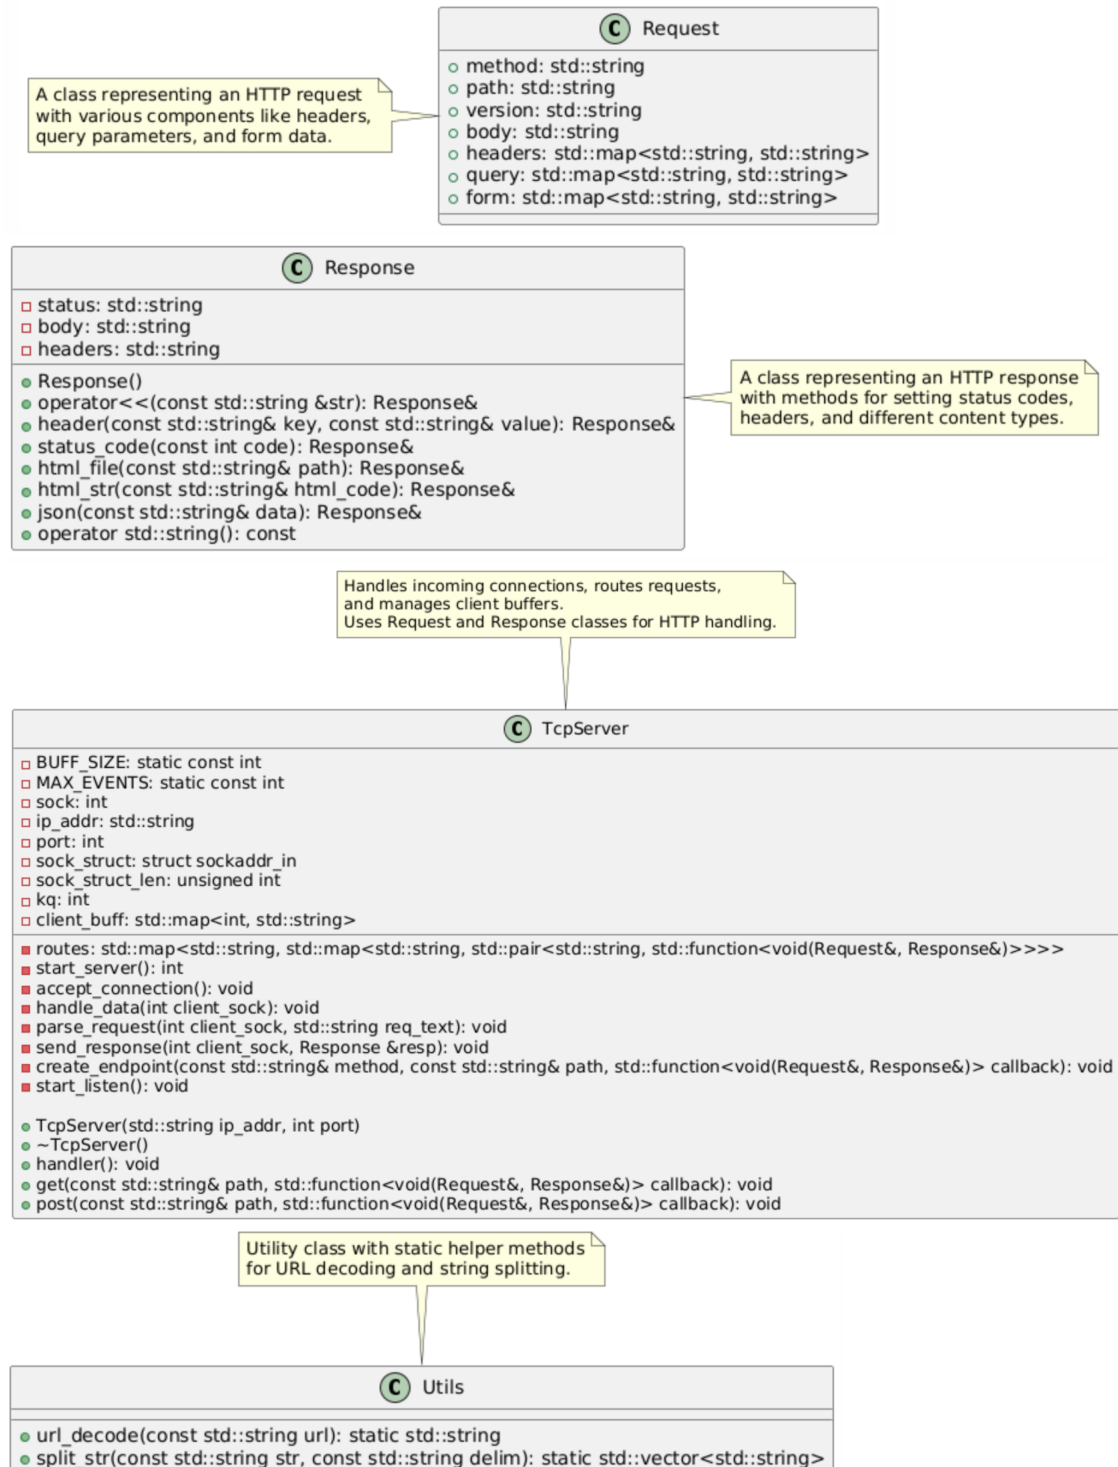 C Request
A class representing an HTTP request
with various components like headers,
query parameters, and form data.
method: std::string
path: std::string
version: std::string
body: std::string
headers: std::map<std::string, std::string>
query: std::map<std::string, std::string>
form: std::map<std::string, std::string>
C Response
status: std::string
body: std::string
headers: std::string
Response()
operator<<(const std::string &str): Response&
header(const std::string& key, const std::string& value): Response&
status_code(const int code): Response&
html_file(const std::string& path): Response&
html_str(const std::string& html_code): Response&
json(const std::string& data): Response&
operator std::string(): const
A class representing an HTTP response
with methods for setting status codes,
headers, and different content types.
Handles incoming connections, routes requests,
and manages client buffers.
Uses Request and Response classes for HTTP handling.
C TcpServer
BUFF_SIZE: static const int
MAX_EVENTS: static const int
sock: int
ip_addr: std::string
port: int
sock_struct: struct sockaddr_in
sock_struct_len: unsigned int
kq: int
client_buff: std::map<int, std::string>
routes: std::map<std::string, std::map<std::string, std::pair<std::string, std::function<void(Request&, Response&)>>>>
start_server(): int
accept_connection(): void
handle_data(int client_sock): void
parse_request(int client_sock, std::string req_text): void
send_response(int client_sock, Response &resp): void
create_endpoint(const std::string& method, const std::string& path, std::function<void(Request&, Response&)> callback): void
start_listen(): void
TcpServer(std::string ip_addr, int port)
~TcpServer()
handler(): void
get(const std::string& path, std::function<void(Request&, Response&)> callback): void
post(const std::string& path, std::function<void(Request&, Response&)> callback): void
Utility class with static helper methods
for URL decoding and string splitting.
C Utils
url_decode(const std::string url): static std::string
split_str(const std::string str, const std::string delim): static std::vector<std::string>